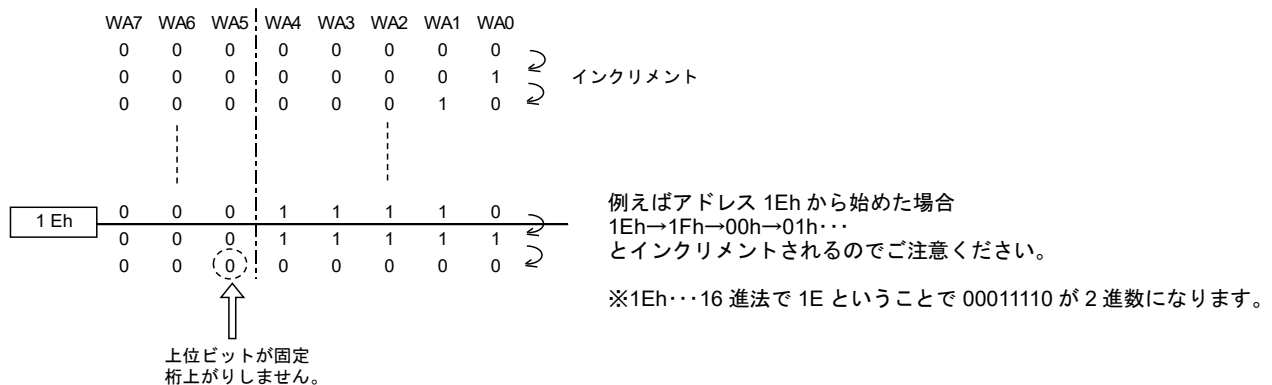 WA7 WA6 WA5 WA4 WA3 WA2 WA1 WA0
0 0 0 0 0 0 0 0
0 0 0 0 0 0 0 1
インクリメント
0 0 0 0 0 0 1 0
1 Eh
0 0 0 1 1 1 1 0
0 0 0 1 1 1 1 1
0 0 0 0 0 0 0 0
例えばアドレス 1Eh から始めた場合
1Eh→1Fh→00h→01h･･･
とインクリメントされるのでご注意ください。
※1Eh･･･16 進法で 1E ということで 00011110 が 2 進数になります。
上位ビットが固定
桁上がりしません。